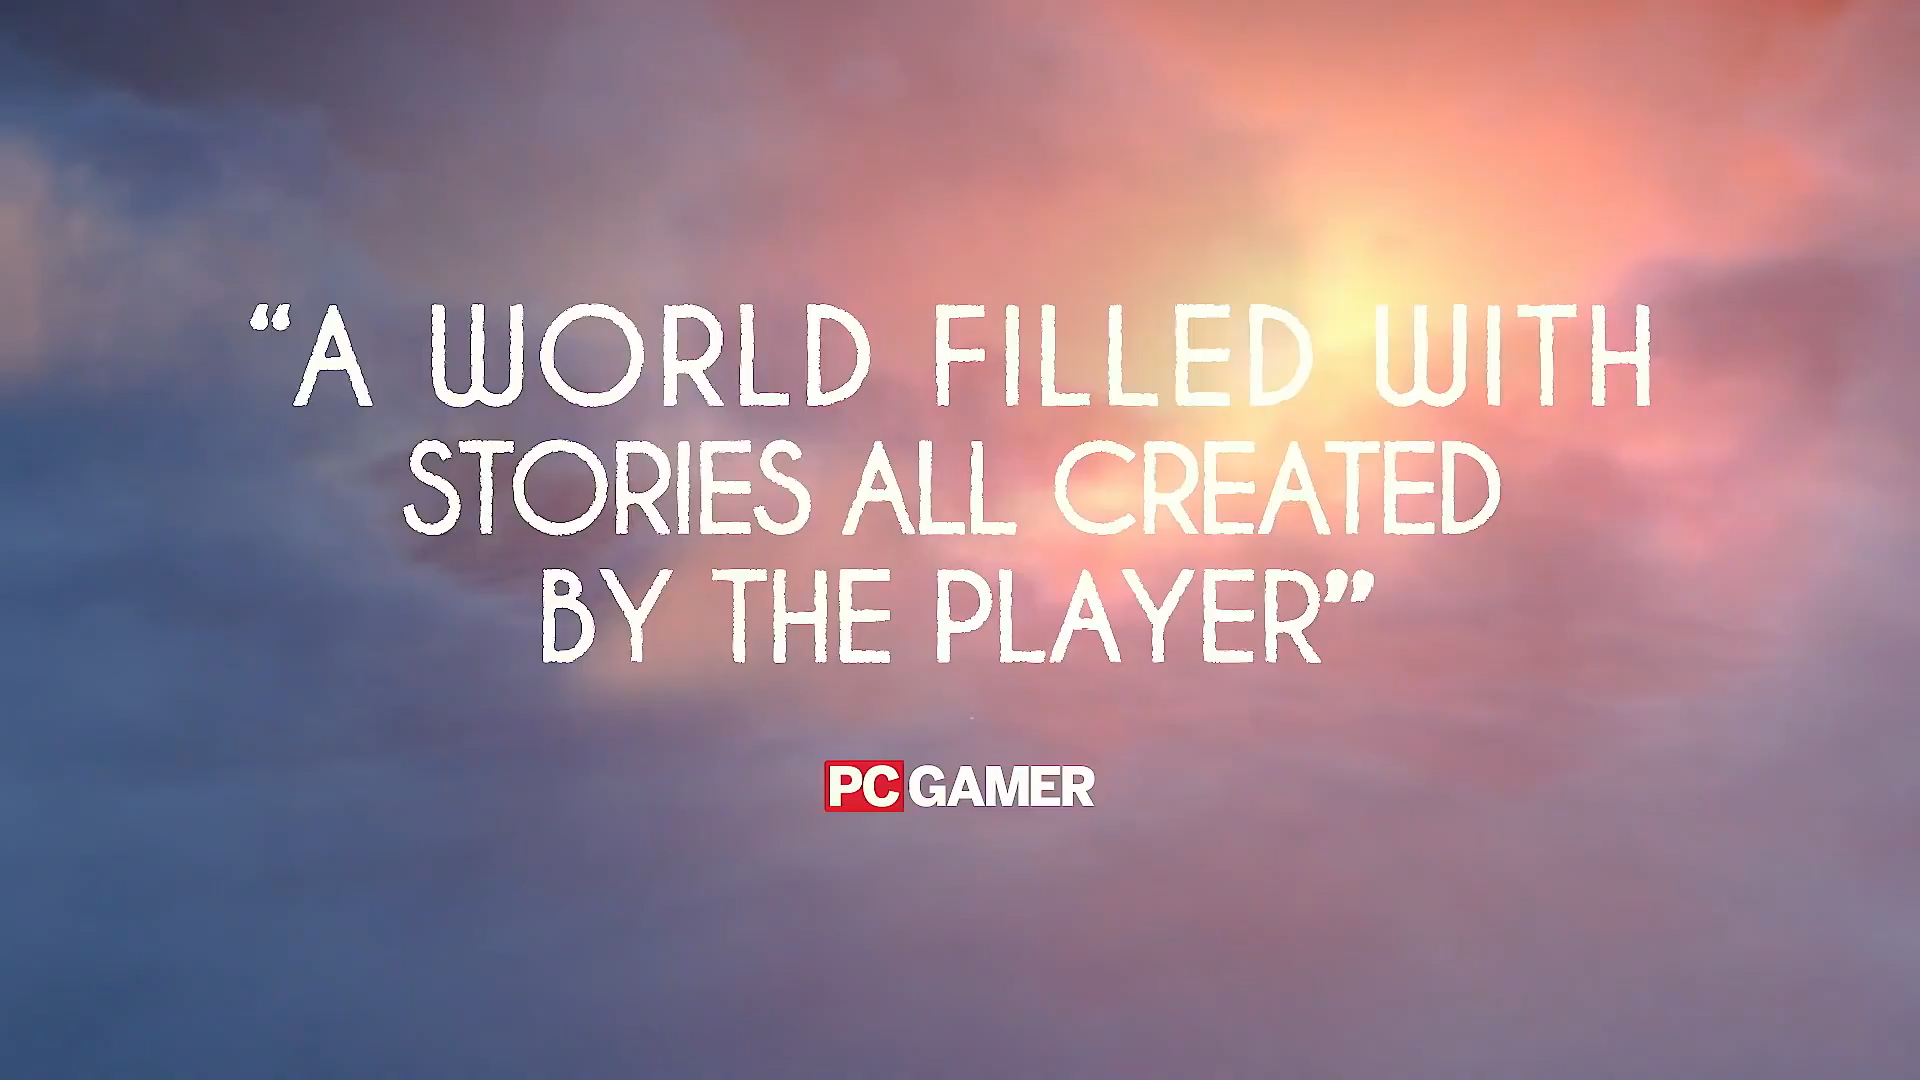 “A WORLD FILLED WITH
STORIES ALL CREATED
BY THE PLAYER”
PC GAMER